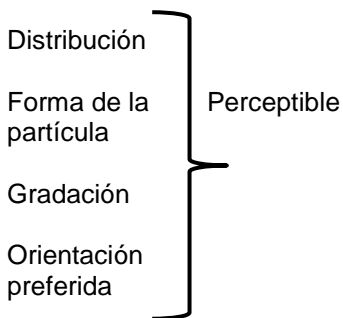 Distribución
Forma de la
partícula
Perceptible
Gradación
Orientación
preferida